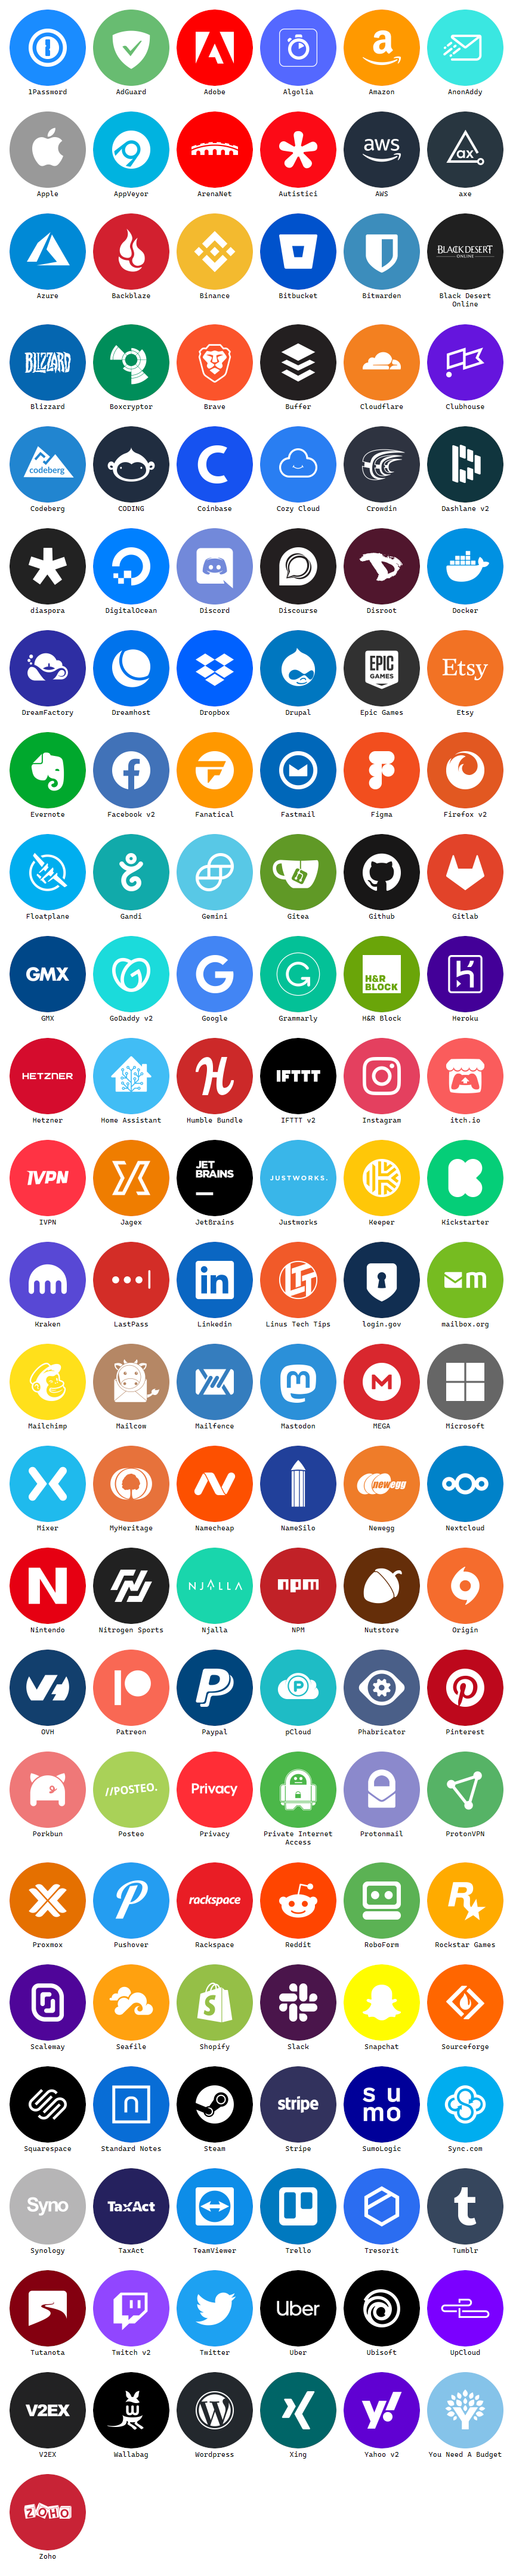 1Password AdGuard Adobe Algolia Amazon AnonAddy
aws ax
Apple AppVeyor ArenaNet Autistici AWS axe
BLACK DESERT
ONLINE
Azure Backblaze Binance Bitbucket Bitwarden Black Desert
Online
BLIZZARD
Blizzard Boxcryptor Brave Buffer Cloudflare Clubhouse
codeberg
Codeberg CODING Coinbase Cozy Cloud Crowdin Dashlane v2
diaspora DigitalOcean Discord Discourse Disroot Docker
EPIC
GAMES
Etsy
DreamFactory Dreamhost Dropbox Drupal Epic Games Etsy
Evernote Facebook v2 Fanatical Fastmail Figma Firefox v2
Floatplane Gandi Gemini Gitea Github Gitlab
GMX G H&R
BLOCK
GMX GoDaddy v2 Google Grammarly H&R Block Heroku
HETZNER H IFTTT
Hetzner Home Assistant Humble Bundle IFTTT v2 Instagram itch.io
IVPN JET
BRAINS
JUSTWORKS.
IVPN Jagex JetBrains Justworks Keeper Kickstarter
in LTT m
Kraken LastPass Linkedin Linus Tech Tips login.gov mailbox.org
Mailchimp Mailcow Mailfence Mastodon MEGA Microsoft
newegg
Mixer MyHeritage Namecheap NameSilo Newegg Nextcloud
N NJALLA npm
Nintendo Nitrogen Sports Njalla NPM Nutstore Origin
OVH Patreon Paypal pCloud Phabricator Pinterest
//POSTEO. Privacy
Porkbun Posteo Privacy Private Internet
Access
Protonmail ProtonVPN
rackspace R
Proxmox Pushover Rackspace Reddit RoboForm Rockstar Games
Scaleway Seafile Shopify Slack Snapchat Sourceforge
n stripe su
mo
Squarespace Standard Notes Steam Stripe SumoLogic Sync.com
Syno TaxAct t
Synology TaxAct TeamViewer Trello Tresorit Tumblr
Uber
Tutanota Twitch v2 Twitter Uber Ubisoft UpCloud
V2EX W y!
V2EX Wallabag Wordpress Xing Yahoo v2 You Need A Budget
ZOHO
Zoho